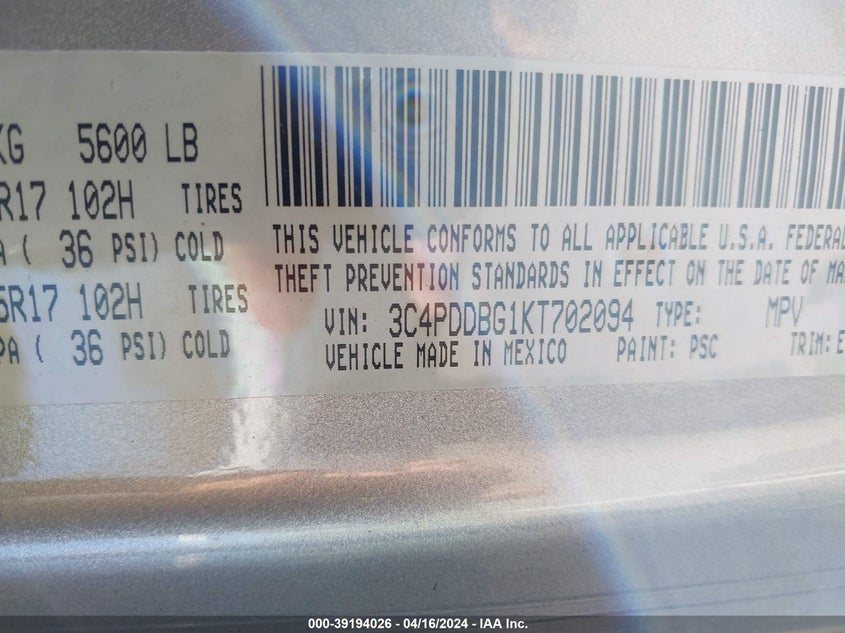 KG 5600 LB
R17 102H TIRES
A ( 36 PSI) COLD
5R17 102H TIRES
PA ( 36 PSI) COLD
THIS VEHICLE CONFORMS TO ALL APPLICABLE U.S.A. FEDERAL
THEFT PREVENTION STANDARDS IN EFFECT ON THE DATE OF MA
VIN: 3C4PDDBG1KT702094 TYPE: MPV
VEHICLE MADE IN MEXICO PAINT: PSC TRIM: E
000-39194026 - 04/16/2024 - IAA Inc.